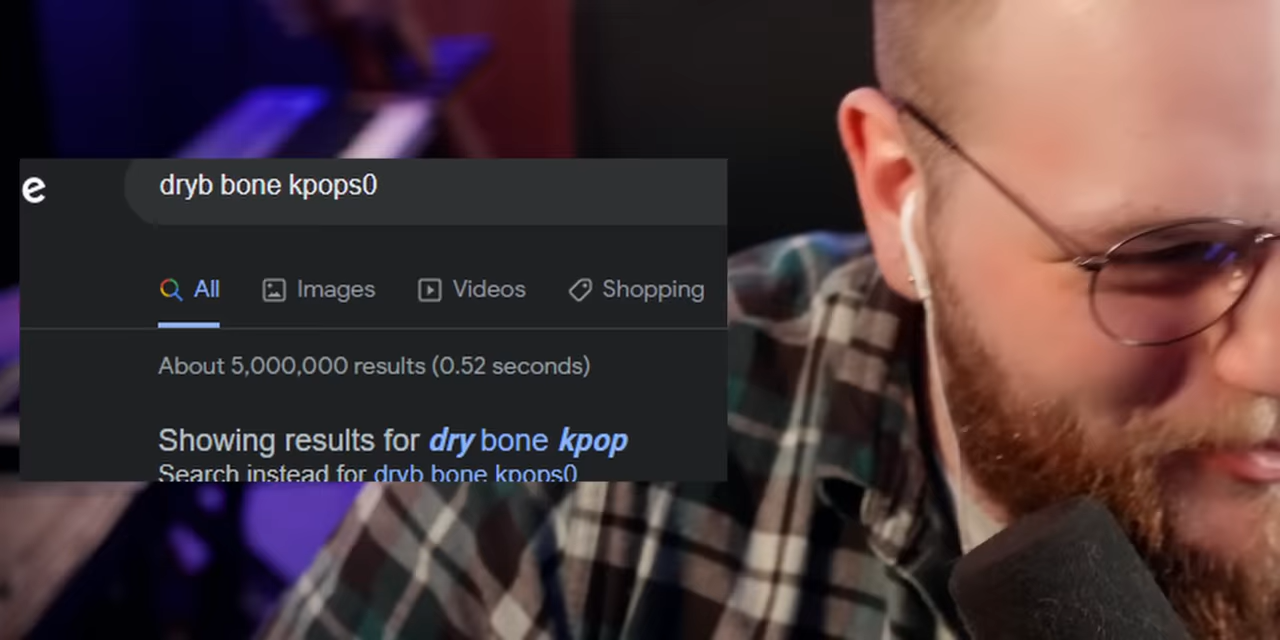 e
dryb bone kpops0
All Images Videos Shopping
About 5,000,000 results (0.52 seconds)
Showing results for dry bone kpop
Search instead for dryb bone kpops0